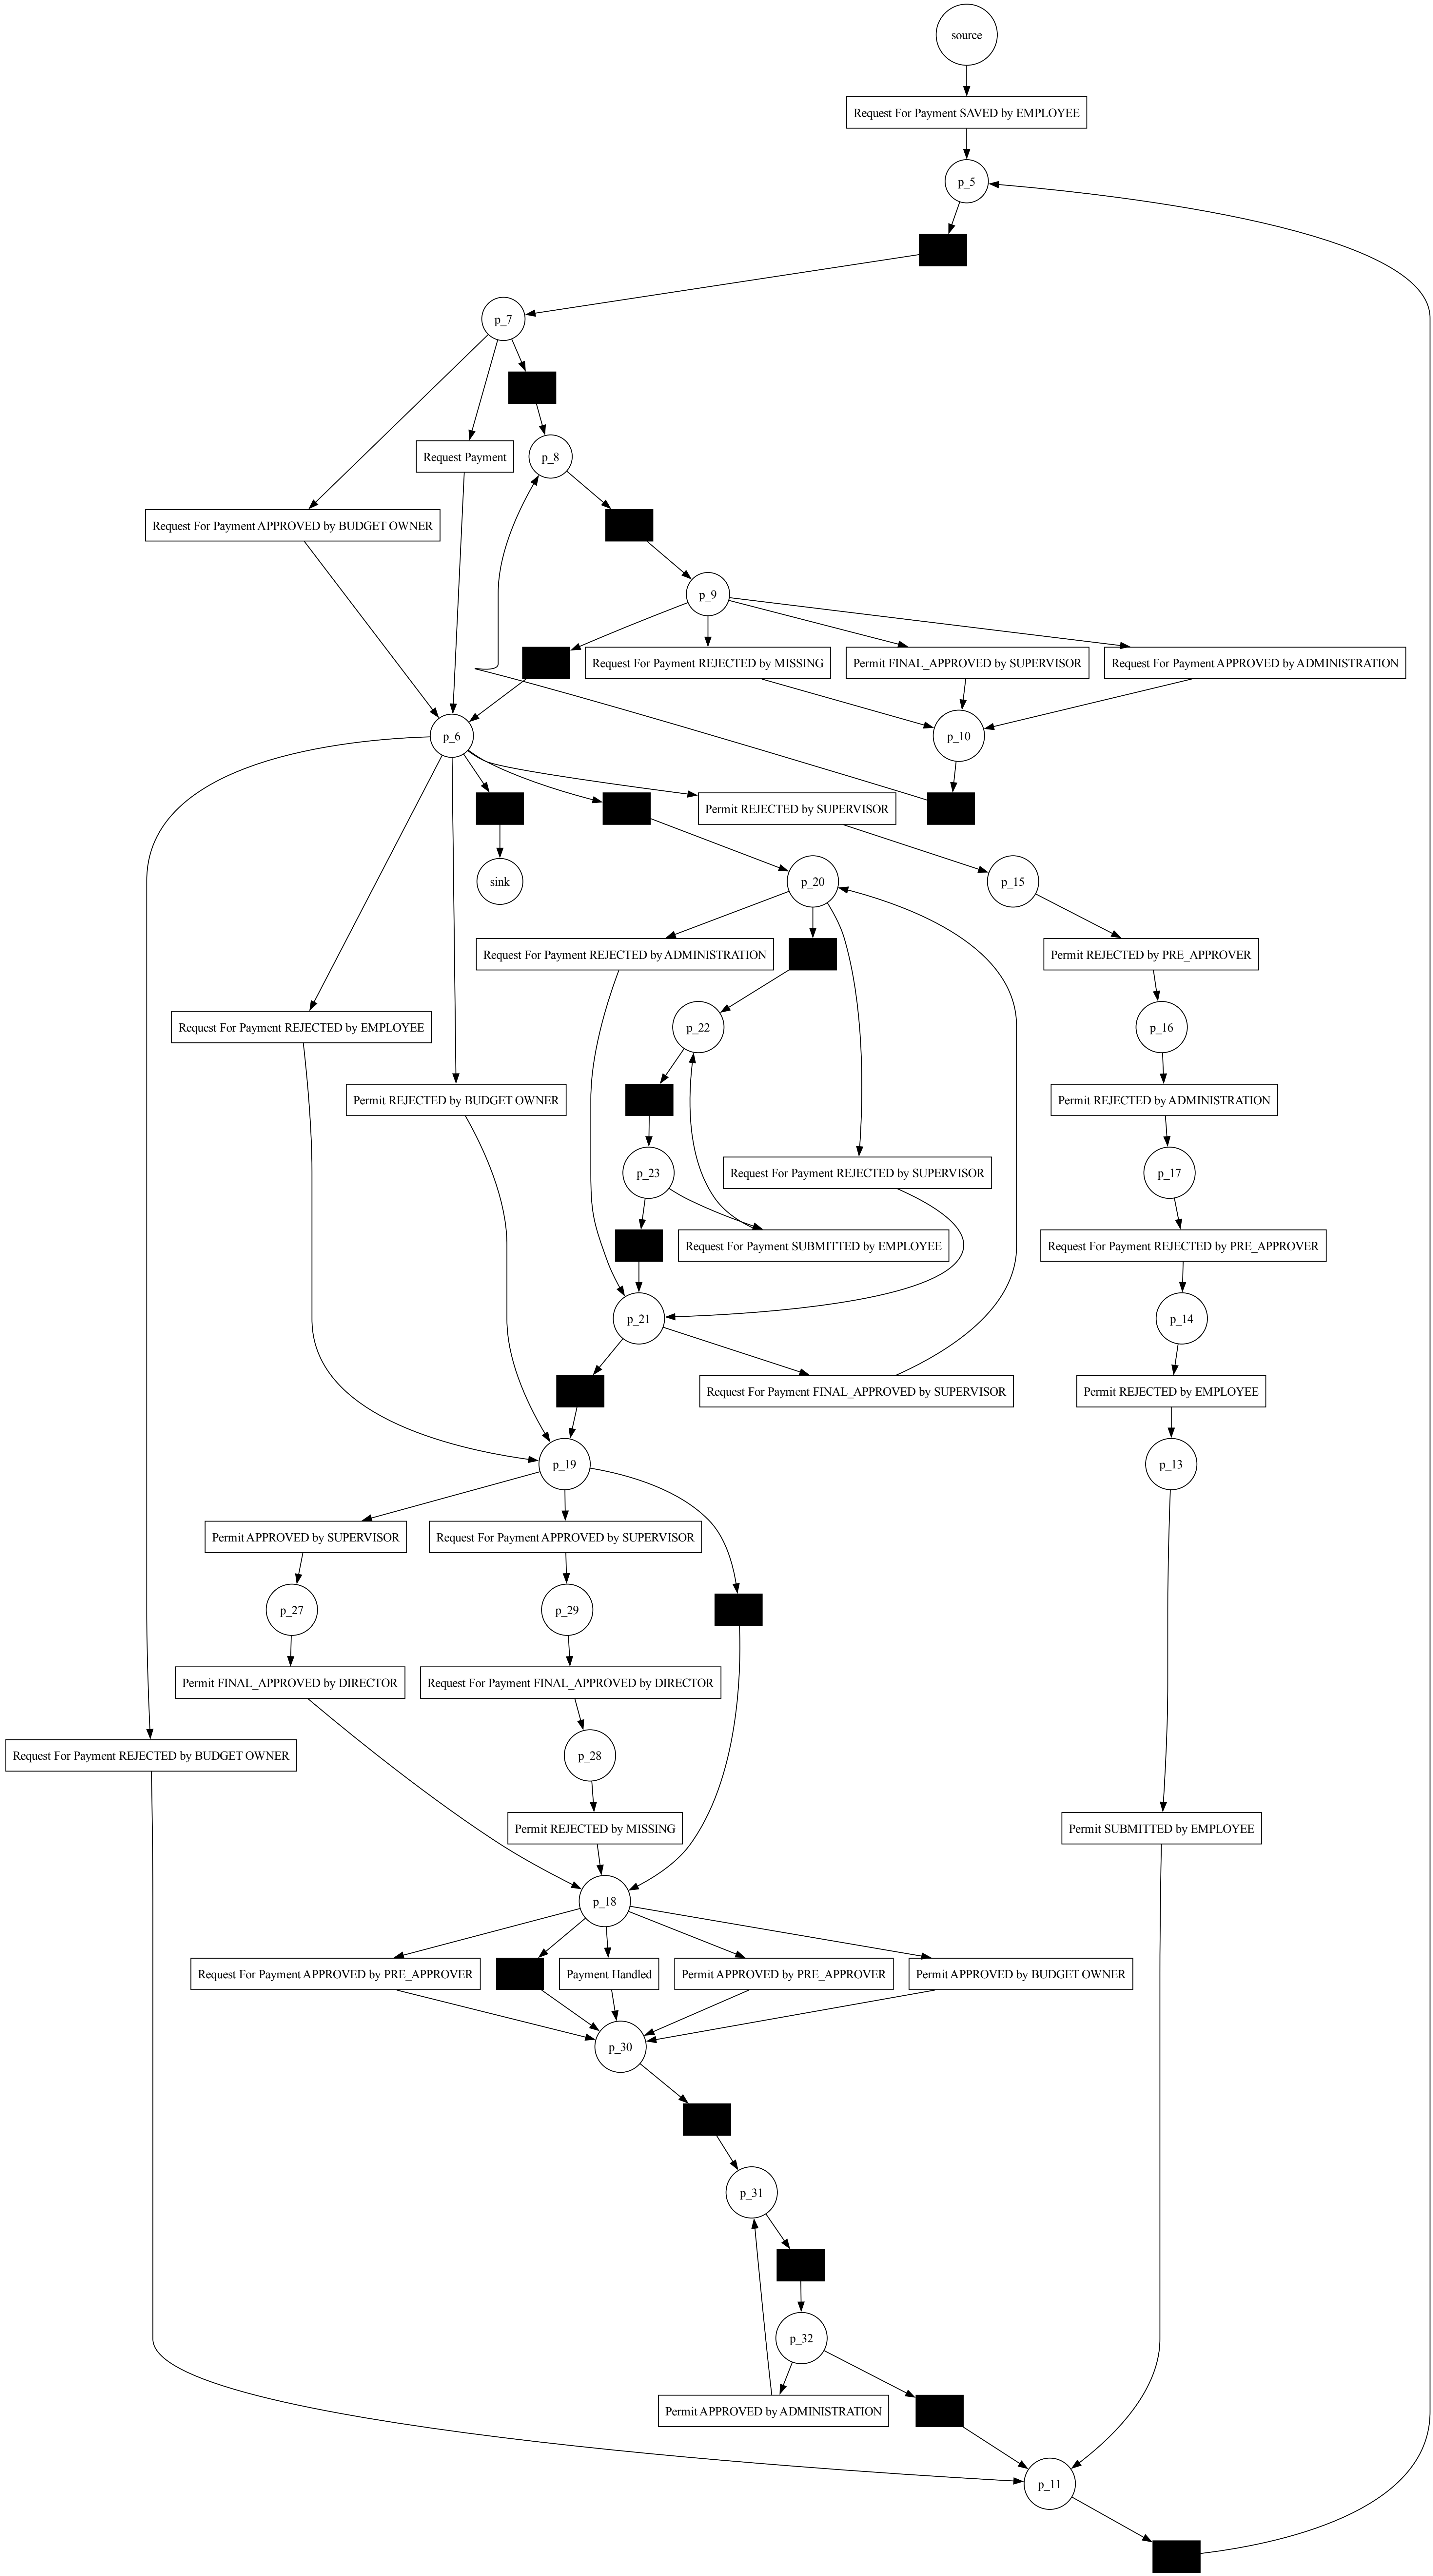 source
Request For Payment SAVED by EMPLOYEE
p_5
p_7
Request Payment
p_8
Request For Payment APPROVED by BUDGET OWNER
p_9
Request For Payment REJECTED by MISSING
Permit FINAL_APPROVED by SUPERVISOR
Request For Payment APPROVED by ADMINISTRATION
p_6
p_10
Permit REJECTED by SUPERVISOR
sink
p_20
p_15
Request For Payment REJECTED by ADMINISTRATION
Permit REJECTED by PRE_APPROVER
Request For Payment REJECTED by EMPLOYEE
p_22
p_16
Permit REJECTED by BUDGET OWNER
Permit REJECTED by ADMINISTRATION
p_23
Request For Payment REJECTED by SUPERVISOR
p_17
Request For Payment SUBMITTED by EMPLOYEE
Request For Payment REJECTED by PRE_APPROVER
p_21
p_14
Request For Payment FINAL_APPROVED by SUPERVISOR
Permit REJECTED by EMPLOYEE
p_19
p_13
Permit APPROVED by SUPERVISOR
Request For Payment APPROVED by SUPERVISOR
p_27
p_29
Permit FINAL_APPROVED by DIRECTOR
Request For Payment FINAL_APPROVED by DIRECTOR
Request For Payment REJECTED by BUDGET OWNER
p_28
Permit REJECTED by MISSING
Permit SUBMITTED by EMPLOYEE
p_18
Request For Payment APPROVED by PRE_APPROVER
Payment Handled
Permit APPROVED by PRE_APPROVER
Permit APPROVED by BUDGET OWNER
p_30
p_31
p_32
Permit APPROVED by ADMINISTRATION
p_11